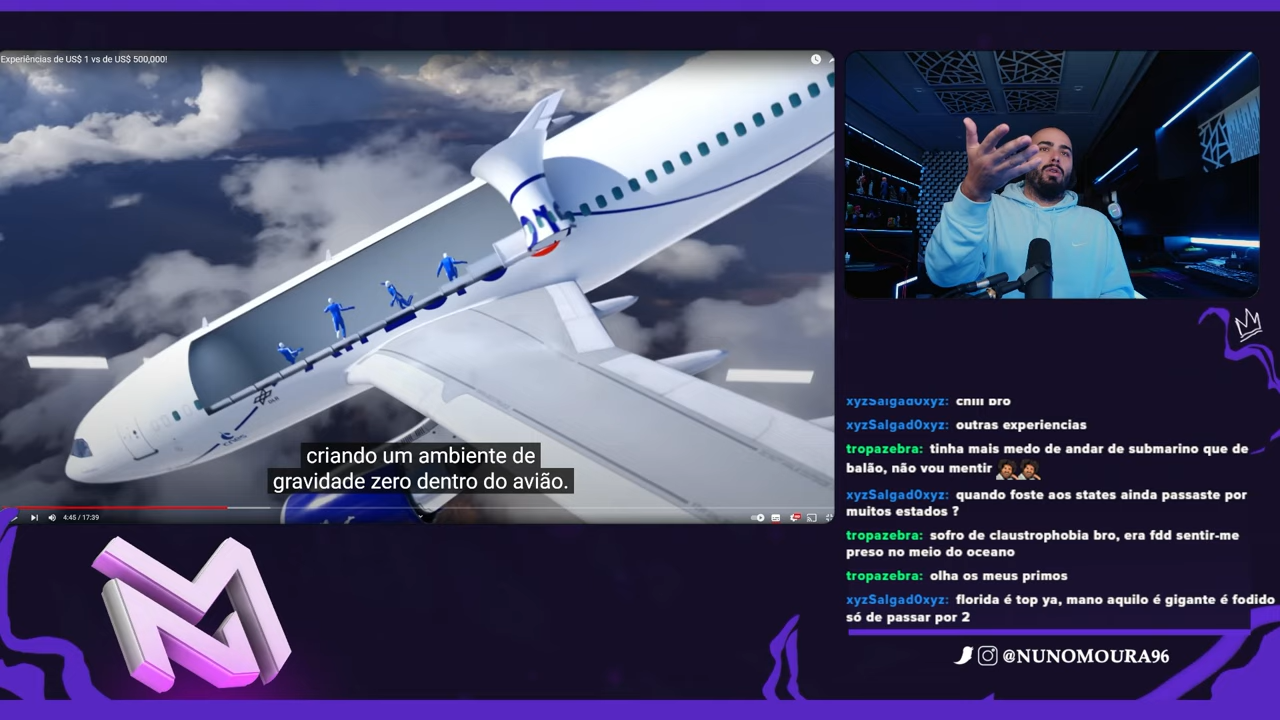 Experiências de US$ 1 vs de US$ 500,000!
criando um ambiente de
gravidade zero dentro do avião.
4:45 / 17:39
xyzSalgad0xyz: chill bro
xyzSalgad0xyz: outras experiencias
tropazebra: tinha mais medo de andar de submarino que de
balão, não vou mentir
xyzSalgad0xyz: quando foste aos states ainda passaste por
muitos estados ?
tropazebra: sofro de claustrophobia bro, era fdd sentir-me
preso no meio do oceano
tropazebra: olha os meus primos
xyzSalgad0xyz: florida é top ya, mano aquilo é gigante é fodido
só de passar por 2
@NUNOMOURA96